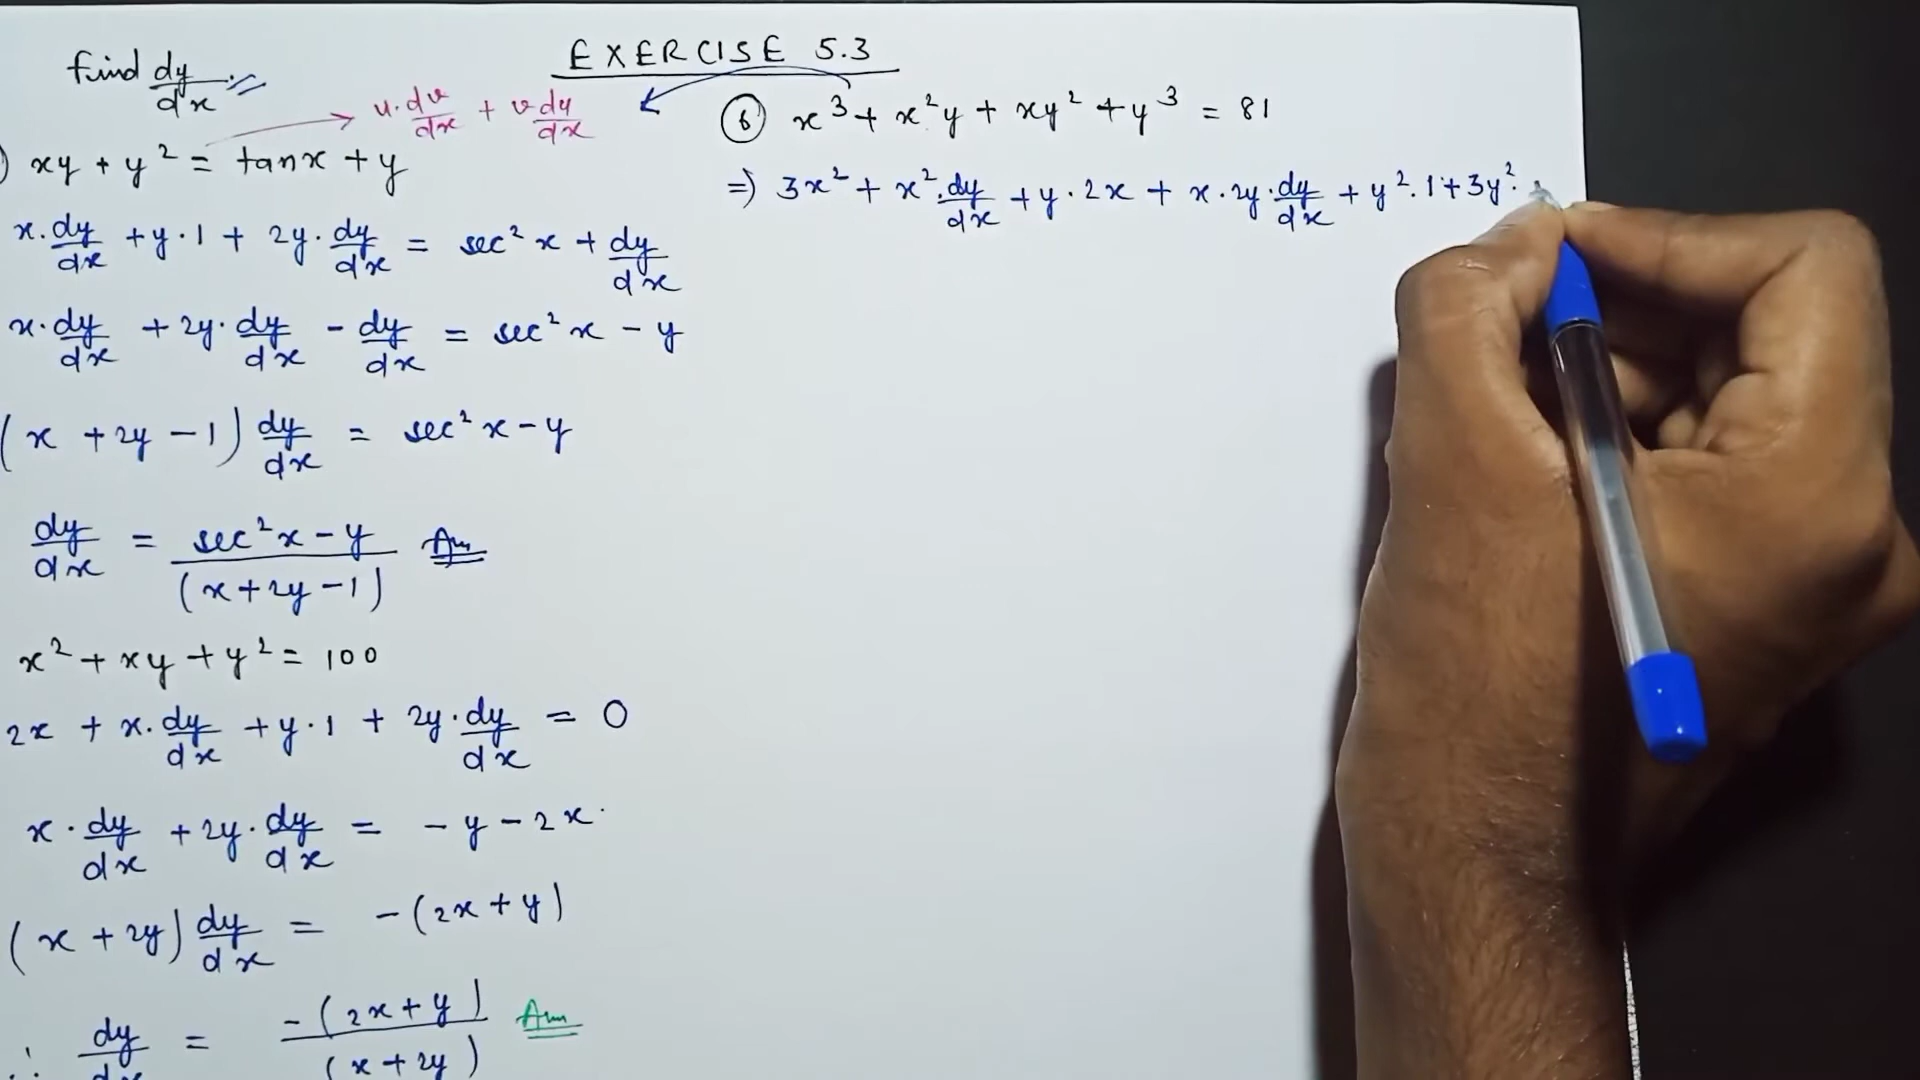 EXERCISE 5.3
find dy/dx
u·dv/dx + v dy/dx
) xy + y² = tanx + y
x·dy/dx + y·1 + 2y·dy/dx = sec²x + dy/dx
x·dy/dx + 2y·dy/dx - dy/dx = sec²x - y
(x + 2y - 1) dy/dx = sec²x - y
dy/dx = sec²x - y / (x + 2y - 1) Ans
x² + xy + y² = 100
2x + x·dy/dx + y·1 + 2y·dy/dx = 0
x·dy/dx + 2y·dy/dx = - y - 2x·
(x + 2y) dy/dx = -(2x + y)
∴ dy/dx = -(2x + y) / (x + 2y) Ans
⑥ x³ + x²y + xy² + y³ = 81
⇒) 3x² + x²·dy/dx + y·2x + x·2y·dy/dx + y²·1 + 3y²·